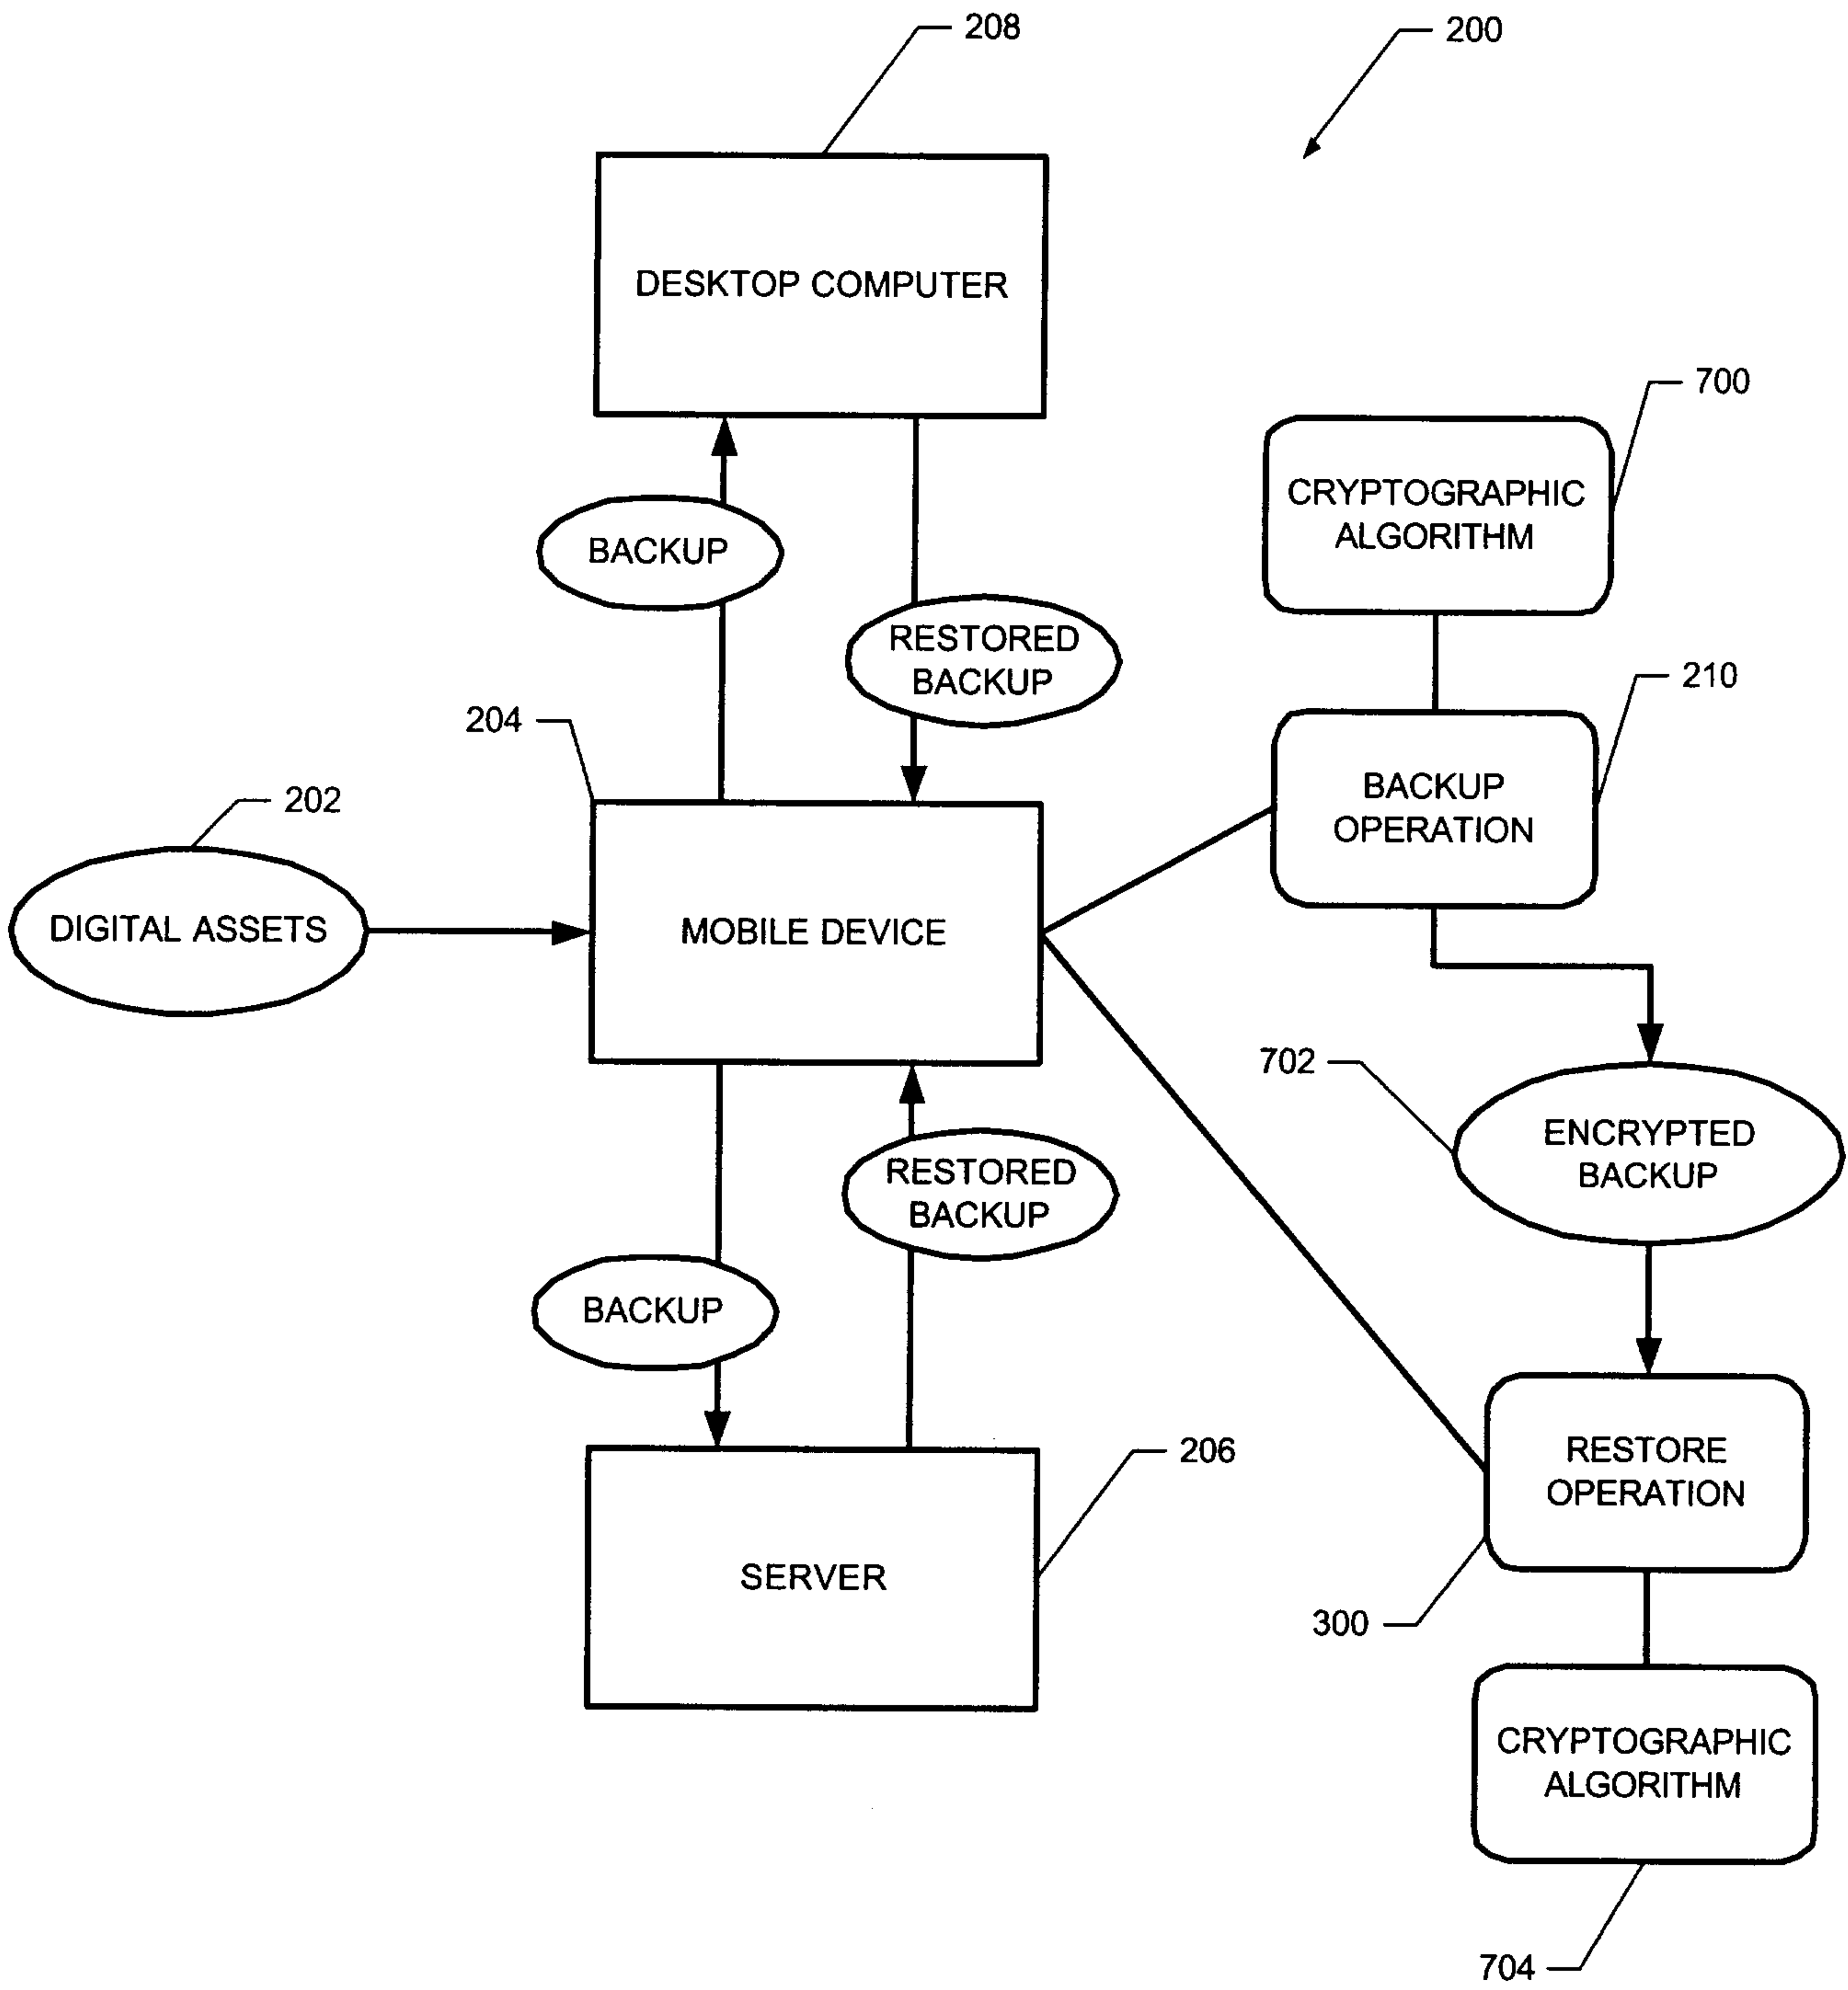 208
200
DESKTOP COMPUTER
700
CRYPTOGRAPHIC
ALGORITHM
BACKUP
RESTORED
BACKUP
210
204
BACKUP
OPERATION
202
DIGITAL ASSETS
MOBILE DEVICE
702
ENCRYPTED
BACKUP
RESTORED
BACKUP
BACKUP
206
RESTORE
OPERATION
SERVER
300
CRYPTOGRAPHIC
ALGORITHM
704